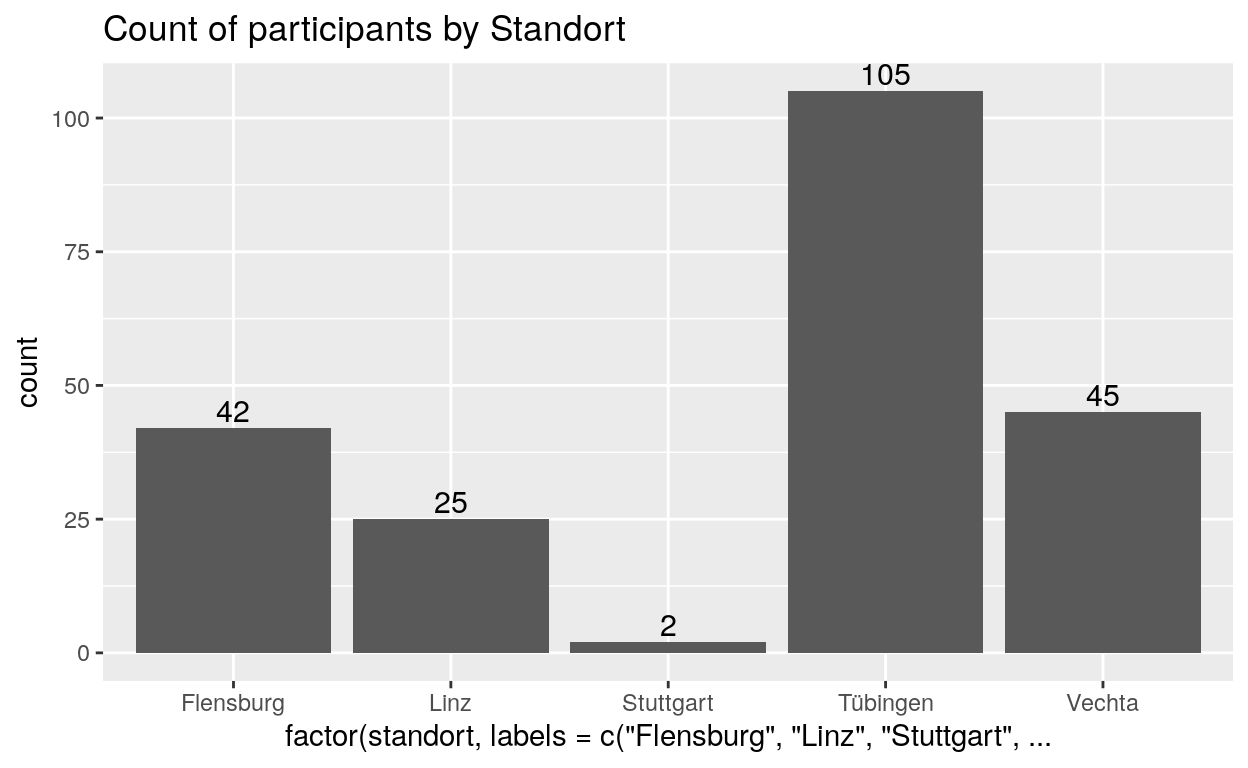 Count of participants by Standort
105
100
75
count
50
42
45
25
25
2
0
Flensburg Linz Stuttgart Tübingen Vechta
factor(standort, labels = c("Flensburg", "Linz", "Stuttgart", ...